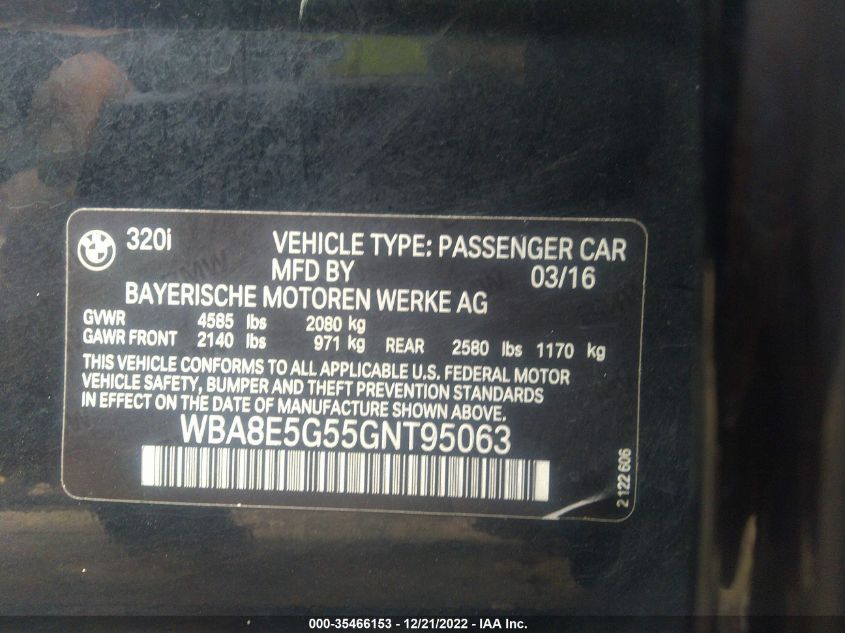 320i VEHICLE TYPE: PASSENGER CAR
MFD BY 03/16
BAYERISCHE MOTOREN WERKE AG
GVWR 4585 lbs 2080 kg
GAWR FRONT 2140 lbs 971 kg REAR 2580 lbs 1170 kg
THIS VEHICLE CONFORMS TO ALL APPLICABLE U.S. FEDERAL MOTOR
VEHICLE SAFETY, BUMPER AND THEFT PREVENTION STANDARDS
IN EFFECT ON THE DATE OF MANUFACTURE SHOWN ABOVE.
WBA8E5G55GNT95063
2 122 606
000-35466153 - 12/21/2022 - IAA Inc.